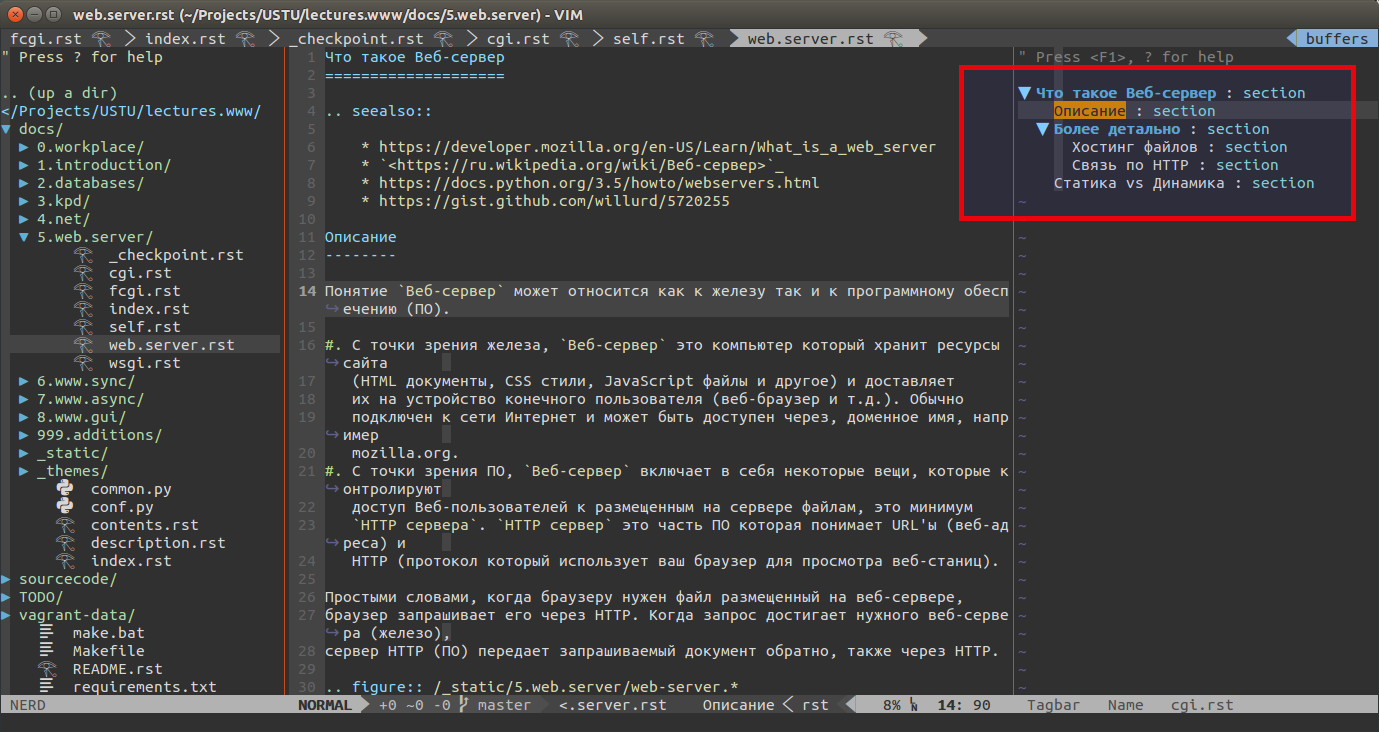 web.server.rst (~/Projects/USTU/lectures.www/docs/5.web.server) - VIM
fcgi.rst index.rst _checkpoint.rst cgi.rst self.rst web.server.rst buffers
" Press ? for help
.. (up a dir)
</Projects/USTU/lectures.www/
▼ docs/
▶ 0.workplace/
▶ 1.introduction/
▶ 2.databases/
▶ 3.kpd/
▶ 4.net/
▼ 5.web.server/
_checkpoint.rst
cgi.rst
fcgi.rst
index.rst
self.rst
web.server.rst
wsgi.rst
▶ 6.www.sync/
▶ 7.www.async/
▶ 8.www.gui/
▶ 999.additions/
▶ _static/
▶ _themes/
common.py
conf.py
contents.rst
description.rst
index.rst
▶ sourcecode/
▶ TODO/
▶ vagrant-data/
make.bat
Makefile
README.rst
requirements.txt
1 Что такое Веб-сервер
2 ====================
3
4 .. seealso::
5
6 * https://developer.mozilla.org/en-US/Learn/What_is_a_web_server
7 * `<https://ru.wikipedia.org/wiki/Веб-сервер>`_
8 * https://docs.python.org/3.5/howto/webservers.html
9 * https://gist.github.com/willurd/5720255
10
11 Описание
12 --------
13
14 Понятие `Веб-сервер` может относится как к железу так и к программному обесп
↪ ечению (ПО).
15
16 #. С точки зрения железа, `Веб-сервер` это компьютер который хранит ресурсы
↪ сайта
17 (HTML документы, CSS стили, JavaScript файлы и другое) и доставляет
18 их на устройство конечного пользователя (веб-браузер и т.д.). Обычно
19 подключен к сети Интернет и может быть доступен через, доменное имя, напр
↪ имер
20 mozilla.org.
21 #. С точки зрения ПО, `Веб-сервер` включает в себя некоторые вещи, которые к
↪ онтролируют
22 доступ Веб-пользователей к размещенным на сервере файлам, это минимум
23 `HTTP сервера`. `HTTP сервер` это часть ПО которая понимает URL'ы (веб-ад
↪ реса) и
24 HTTP (протокол который использует ваш браузер для просмотра веб-станиц).
25
26 Простыми словами, когда браузеру нужен файл размещенный на веб-сервере,
27 браузер запрашивает его через HTTP. Когда запрос достигает нужного веб-серве
↪ ра (железо),
28 сервер HTTP (ПО) передает запрашиваемый документ обратно, также через HTTP.
29
30 .. figure:: /_static/5.web.server/web-server.*
" Press <F1>, ? for help
▼ Что такое Веб-сервер : section
Описание : section
▼ Более детально : section
Хостинг файлов : section
Связь по HTTP : section
Статика vs Динамика : section
NERD NORMAL +0 ~0 -0 master <.server.rst Описание rst 8% 14: 90 Tagbar Name cgi.rst